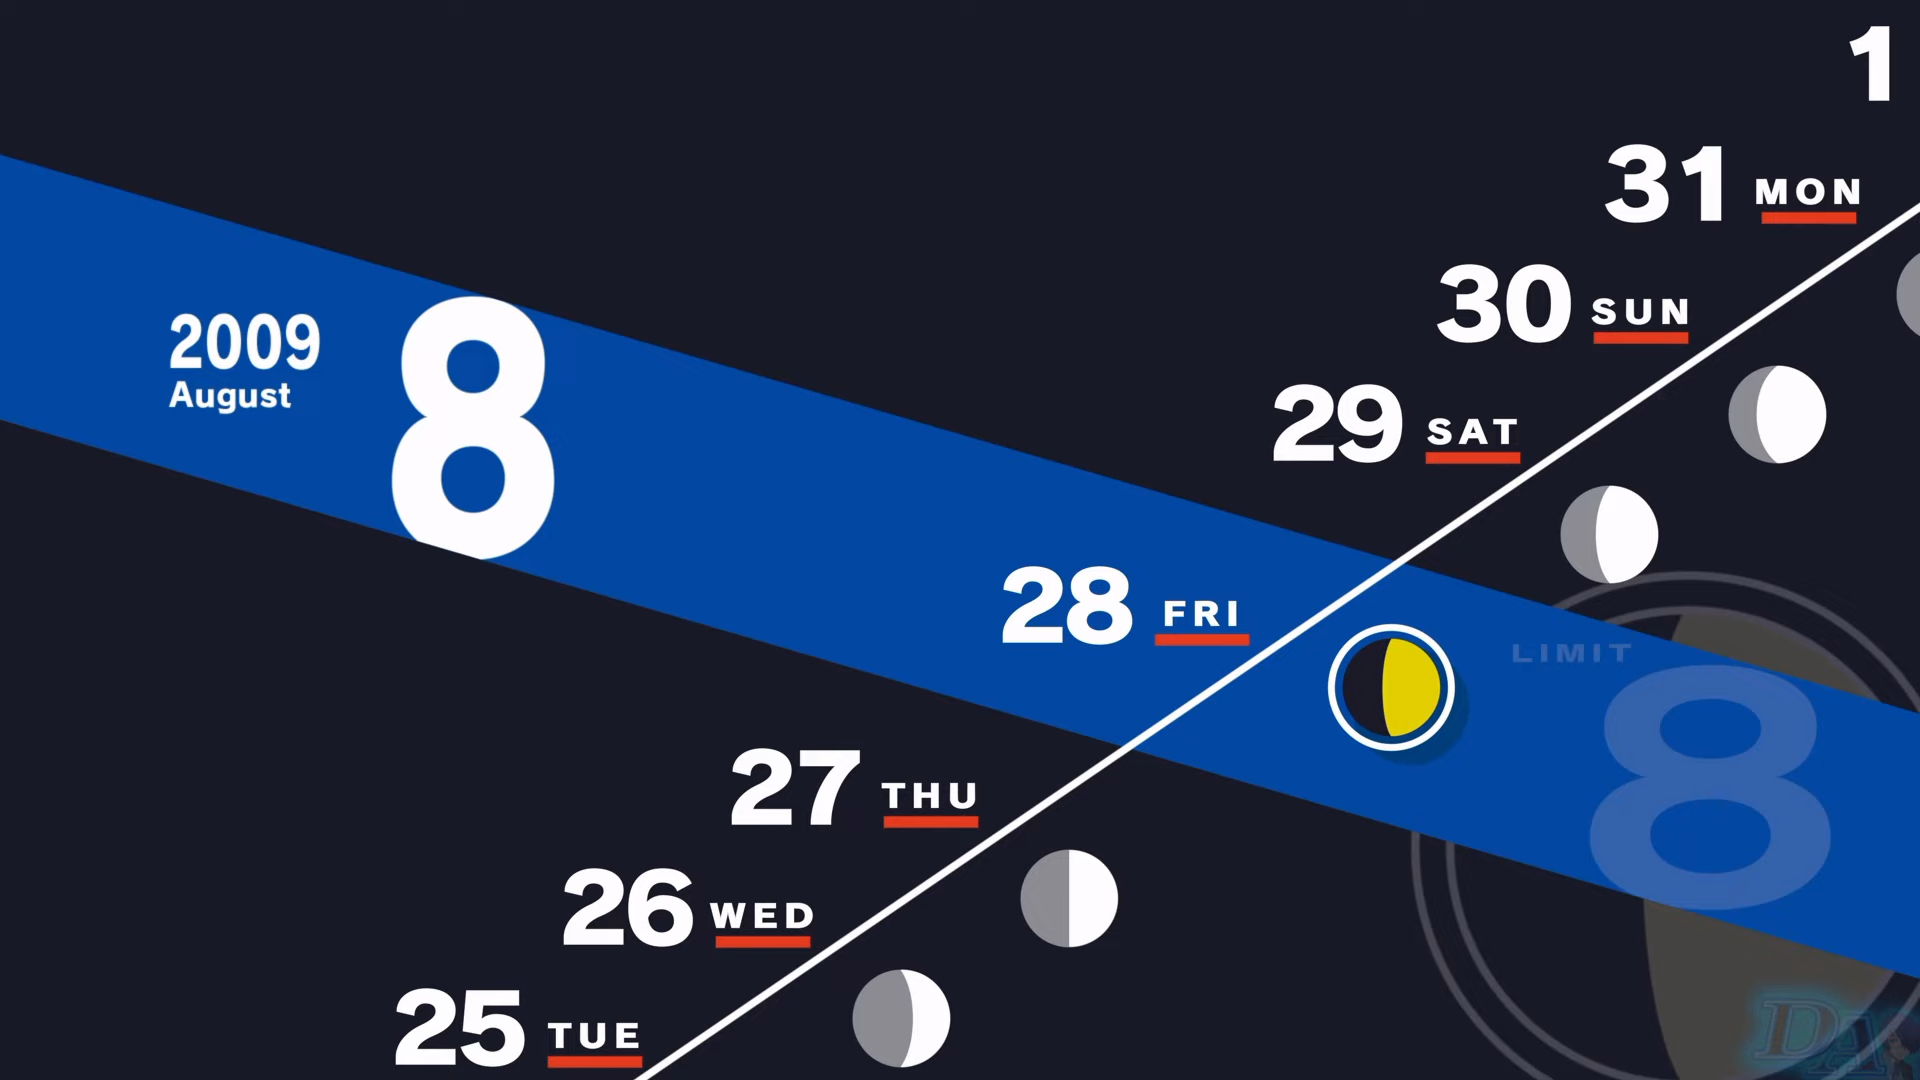 1
31 MON
30 SUN
2009
August
8
29 SAT
28 FRI
LIMIT
8
27 THU
26 WED
25 TUE
DA